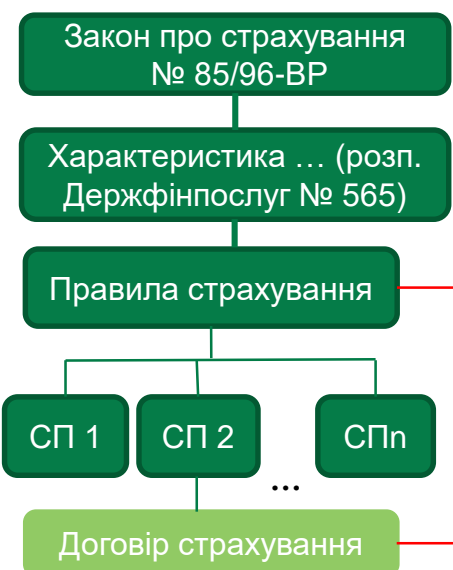 Закон про страхування
№ 85/96-ВР
Характеристика … (розп.
Держфінпослуг № 565)
Правила страхування
СП 1
СП 2
СПn
…
Договір страхування